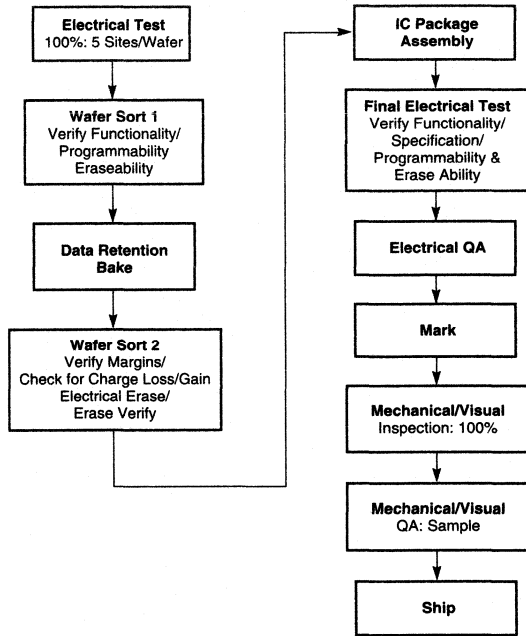 Electrical Test
100%: 5 Sites/Wafer
Wafer Sort 1
Verify Functionality/
Programmability
Eraseability
Data Retention
Bake
Wafer Sort 2
Verify Margins/
Check for Charge Loss/Gain
Electrical Erase/
Erase Verify
IC Package
Assembly
Final Electrical Test
Verify Functionality/
Specification/
Programmability &
Erase Ability
Electrical QA
Mark
Mechanical/Visual
Inspection: 100%
Mechanical/Visual
QA: Sample
Ship